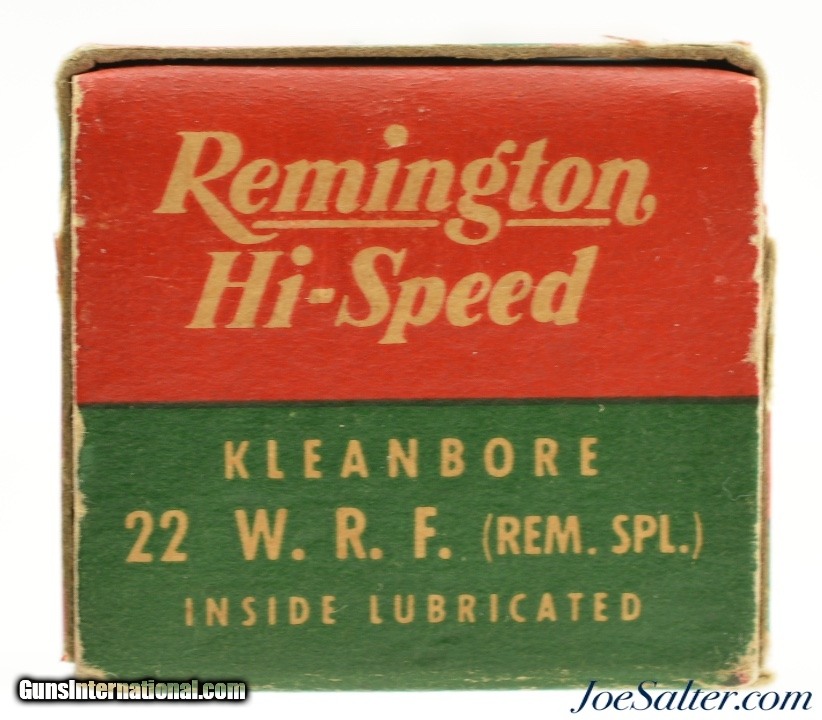 Remington
Hi-Speed
KLEANBORE
22 W. R. F. (REM. SPL.)
INSIDE LUBRICATED
GunsInternational.com
JoeSalter.com